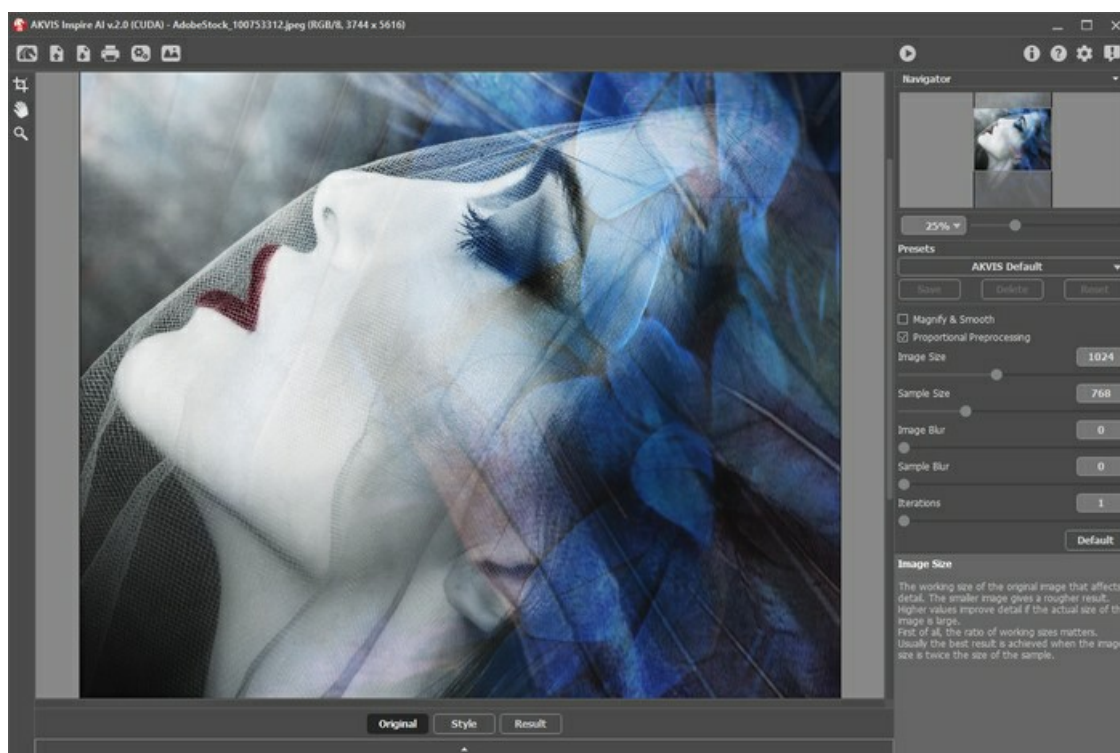 AKVIS Inspire AI v.2.0 (CUDA) - AdobeStock_100753312.jpeg (RGB/8, 3744 x 5616)
Navigator
25%
Presets
AKVIS Default
Save Delete Reset
Magnify & Smooth
Proportional Preprocessing
Image Size 1024
Sample Size 768
Image Blur 0
Sample Blur 0
Iterations 1
Default
Image Size
The working size of the original image that affects
detail. The smaller image gives a rougher result.
Higher values improve detail if the actual size of the
image is large.
First of all, the ratio of working sizes matters.
Usually the best result is achieved when the image
size is twice the size of the sample.
Original Style Result